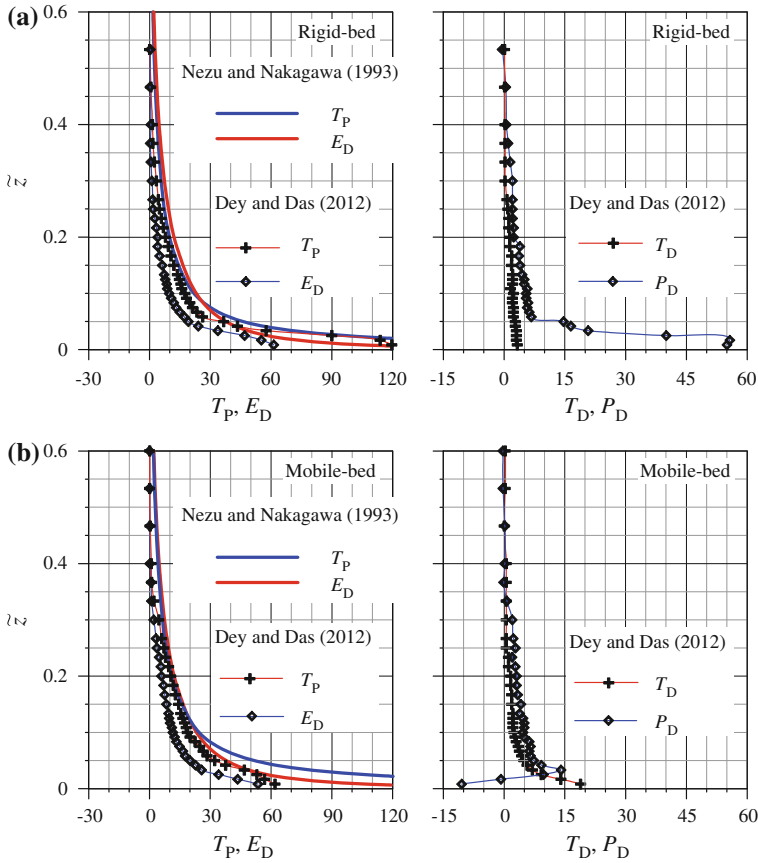 (a)
0.6
Rigid-bed
Nezu and Nakagawa (1993)
T_P
E_D
0.4
z̃
Dey and Das (2012)
T_P
E_D
0.2
0
-30 0 30 60 90 120
T_P, E_D
Rigid-bed
Dey and Das (2012)
T_D
P_D
-15 0 15 30 45 60
T_D, P_D
(b)
0.6
Mobile-bed
Nezu and Nakagawa (1993)
T_P
E_D
0.4
z̃
Dey and Das (2012)
T_P
E_D
0.2
0
-30 0 30 60 90 120
T_P, E_D
Mobile-bed
Dey and Das (2012)
T_D
P_D
-15 0 15 30 45 60
T_D, P_D